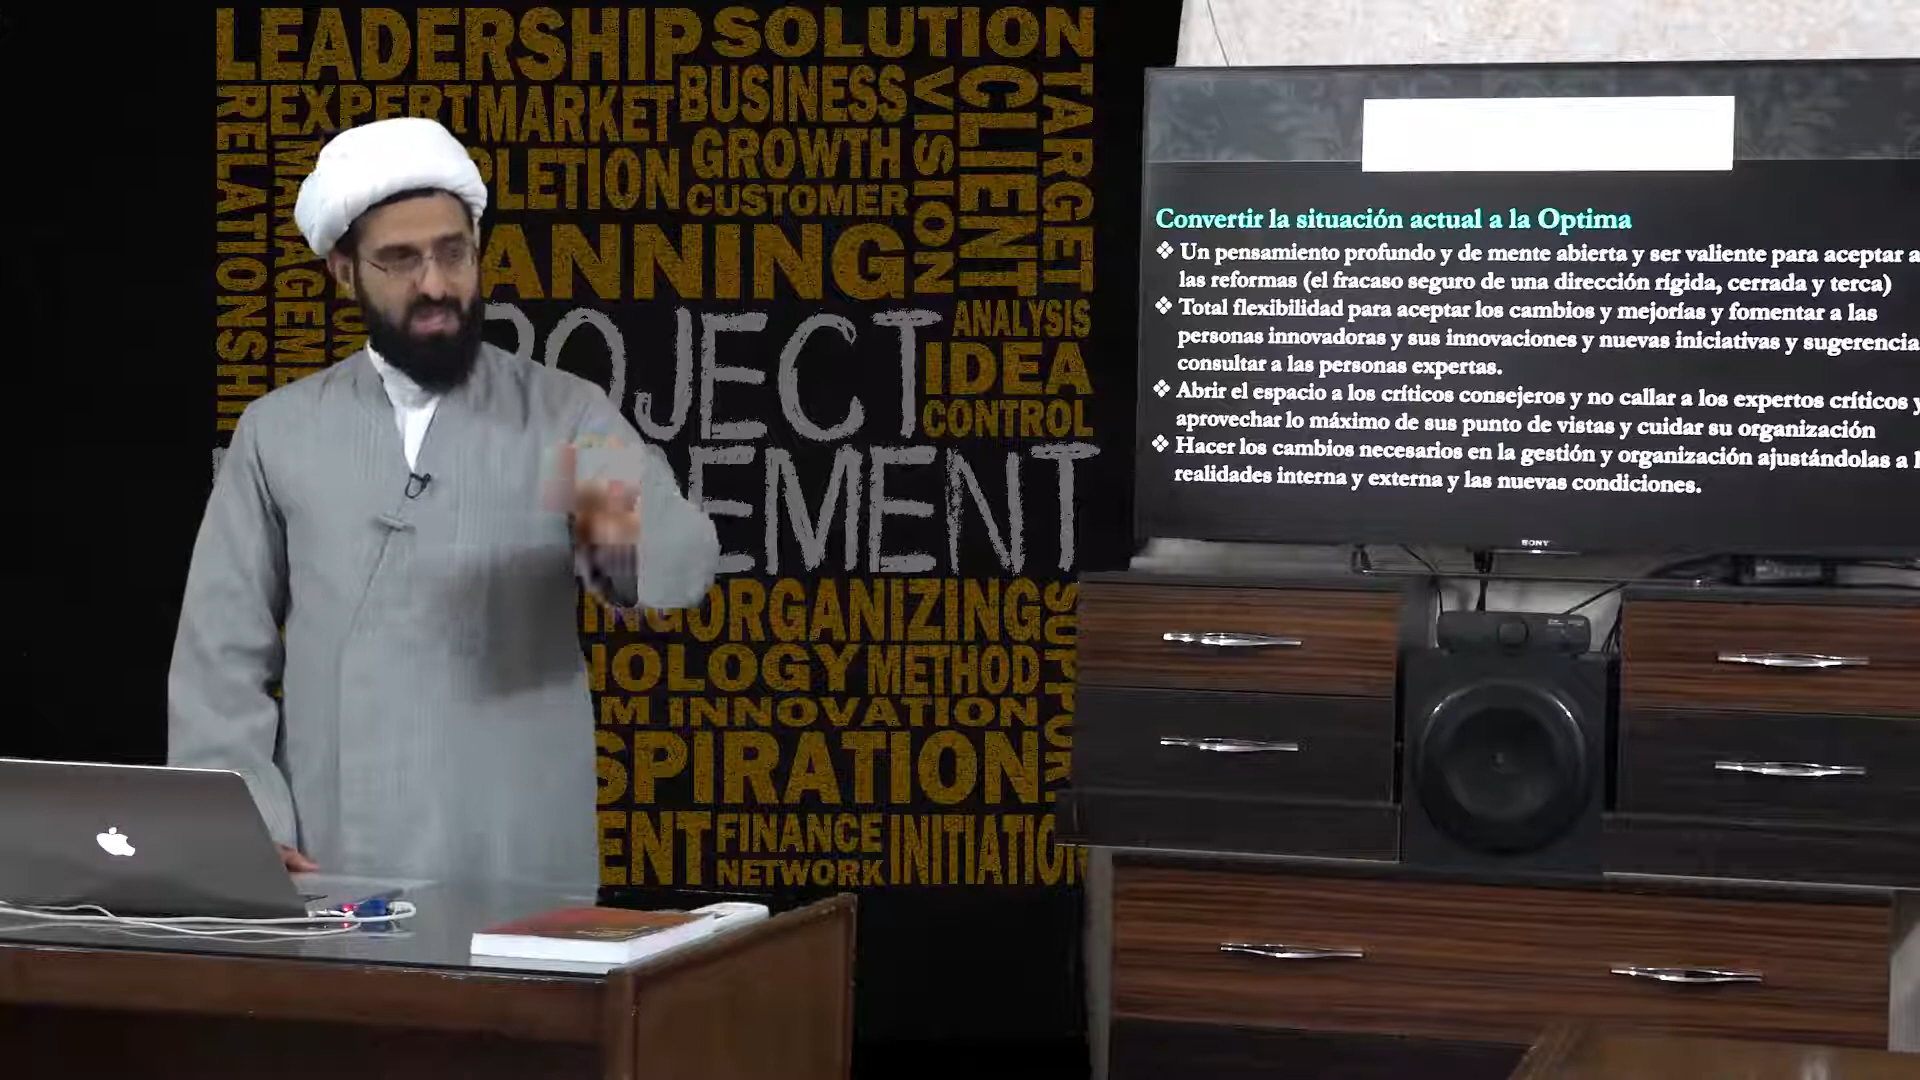 LEADERSHIP
SOLUTION
EXPERT
MARKET
BUSINESS
GROWTH
CUSTOMER
VISION
CLIENT
TARGET
RELATIONSHIP
PLETION
ANNING
PROJECT
ANALYSIS
IDEA
CONTROL
EMENT
ORGANIZING
NOLOGY METHOD
M INNOVATION
SPIRATION
ENT
FINANCE
NETWORK
INITIATION
Convertir la situación actual a la Optima
❖ Un pensamiento profundo y de mente abierta y ser valiente para aceptar a
las reformas (el fracaso seguro de una dirección rígida, cerrada y terca)
❖ Total flexibilidad para aceptar los cambios y mejorías y fomentar a las
personas innovadoras y sus innovaciones y nuevas iniciativas y sugerencia
consultar a las personas expertas.
❖ Abrir el espacio a los críticos consejeros y no callar a los expertos críticos y
aprovechar lo máximo de sus punto de vistas y cuidar su organización
❖ Hacer los cambios necesarios en la gestión y organización ajustándolas a l
realidades interna y externa y las nuevas condiciones.
SONY